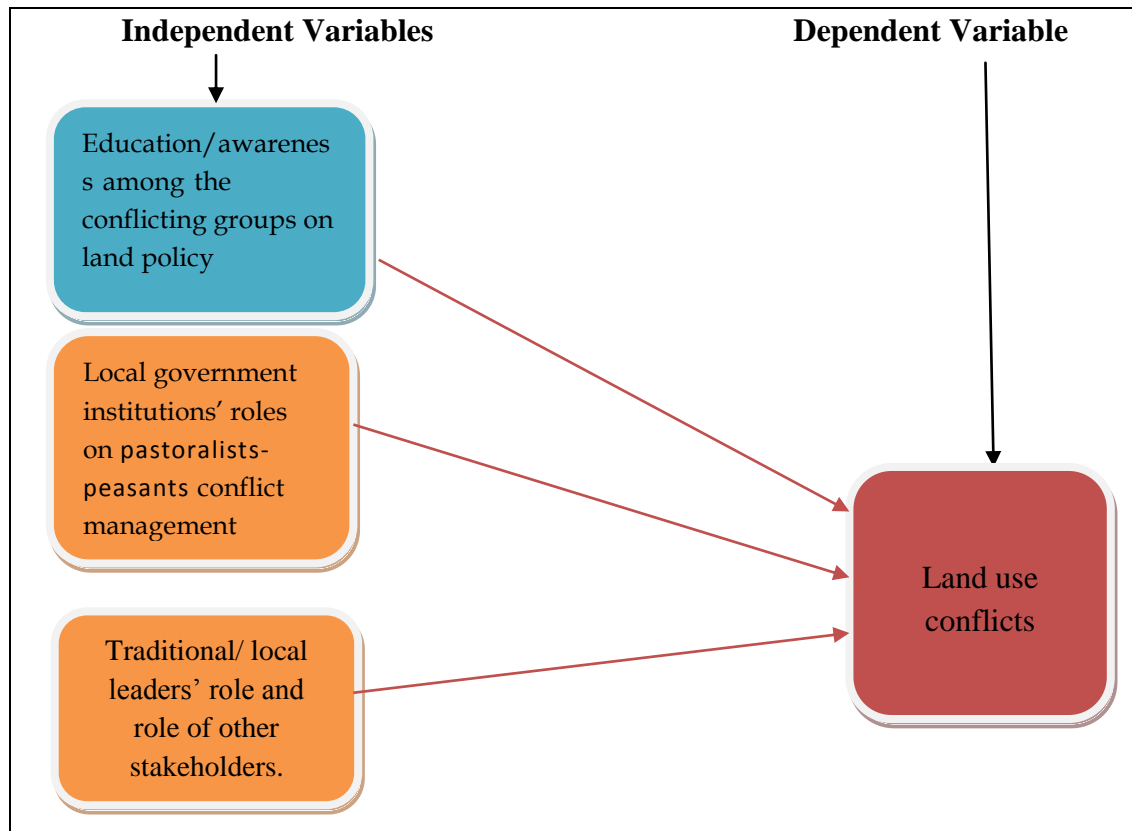 Independent Variables
Dependent Variable
Education/awarenes
s among the
conflicting groups on
land policy
Local government
institutions’ roles
on pastoralists-
peasants conflict
management
Traditional/ local
leaders’ role and
role of other
stakeholders.
Land use
conflicts